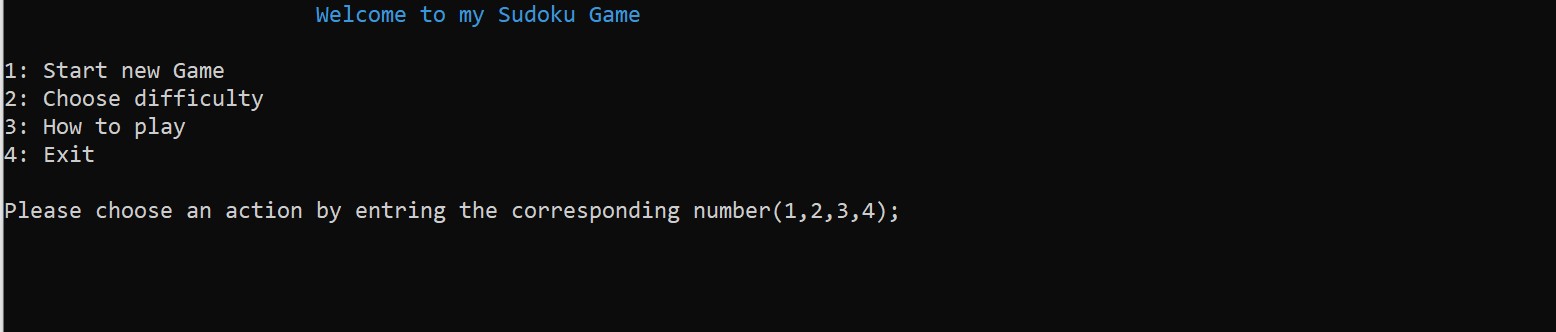 Welcome to my Sudoku Game
1: Start new Game
2: Choose difficulty
3: How to play
4: Exit
Please choose an action by entring the corresponding number(1,2,3,4);